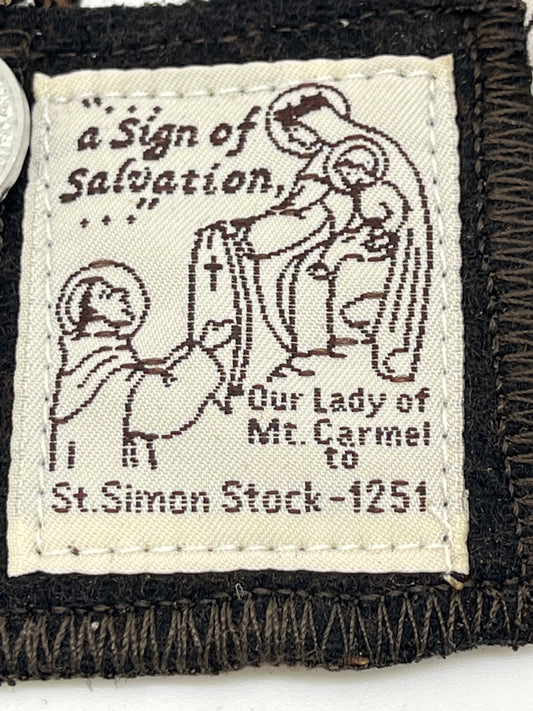 "....
a Sign of
Salvation,
..."
Our Lady of
Mt. Carmel
to
St. Simon Stock - 1251